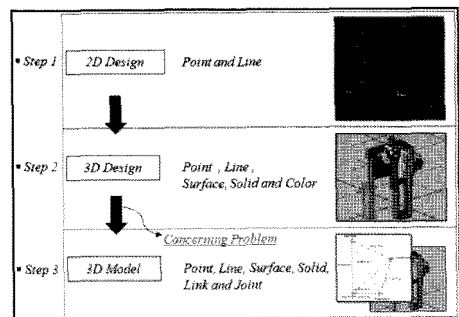 ▪ Step 1
2D Design
Point and Line
▪ Step 2
3D Design
Point , Line ,
Surface, Solid and Color
Concerning Problem
▪ Step 3
3D Model
Point, Line, Surface, Solid,
Link and Joint